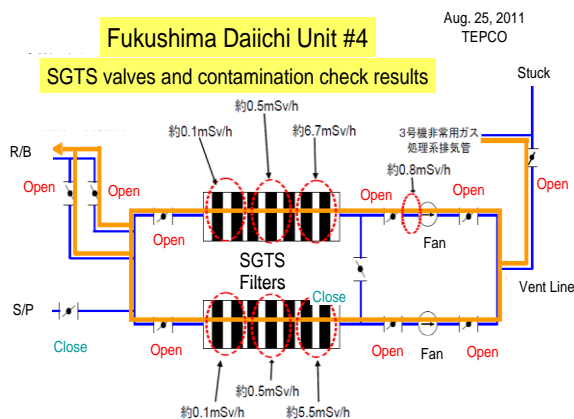 Aug. 25, 2011
TEPCO
Fukushima Daiichi Unit #4
SGTS valves and contamination check results
Stuck
約0.5mSv/h
約0.1mSv/h
約6.7mSv/h
3号機非常用ガス
処理系排気管
約0.8mSv/h
R/B
Open
Open
Open
Open
Open
Open
Fan
SGTS
Filters
Close
Vent Line
S/P
Close
Open
Open
Fan
Open
約0.5mSv/h
約0.1mSv/h
約5.5mSv/h